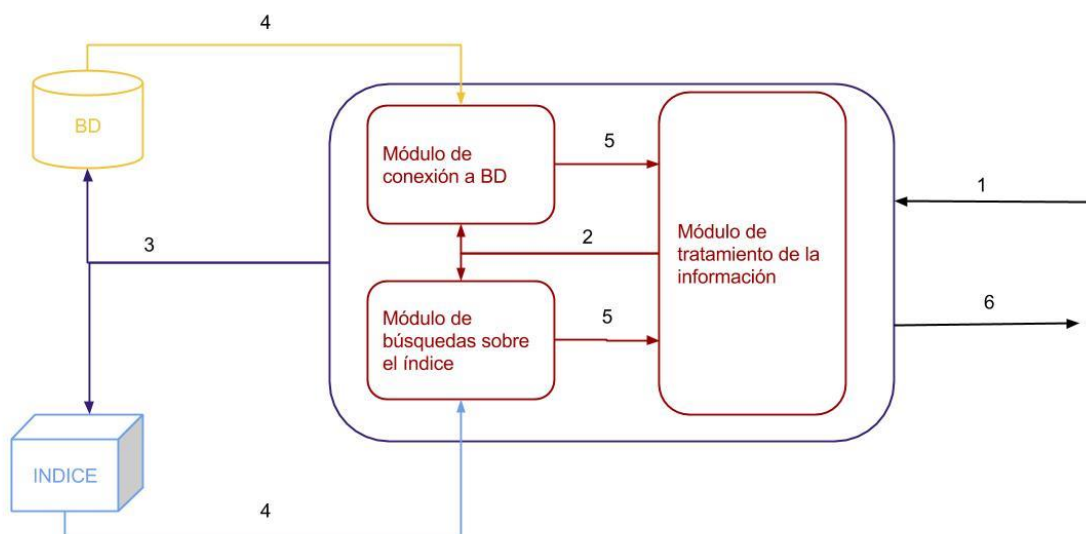 4
BD
Módulo de
conexión a BD
5
1
3
2
Módulo de
tratamiento de la
información
Módulo de
búsquedas sobre
el índice
5
6
INDICE
4